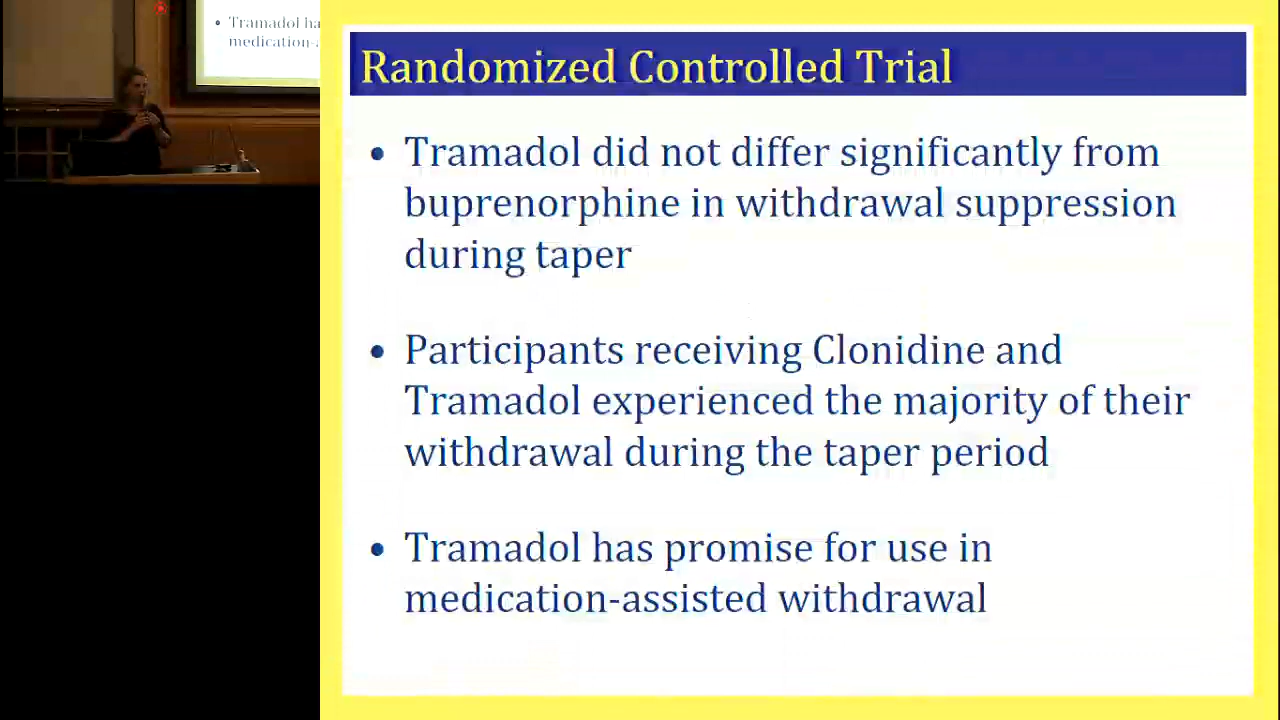 • Tramadol ha
medication-a
Randomized Controlled Trial
• Tramadol did not differ significantly from
buprenorphine in withdrawal suppression
during taper
• Participants receiving Clonidine and
Tramadol experienced the majority of their
withdrawal during the taper period
• Tramadol has promise for use in
medication-assisted withdrawal